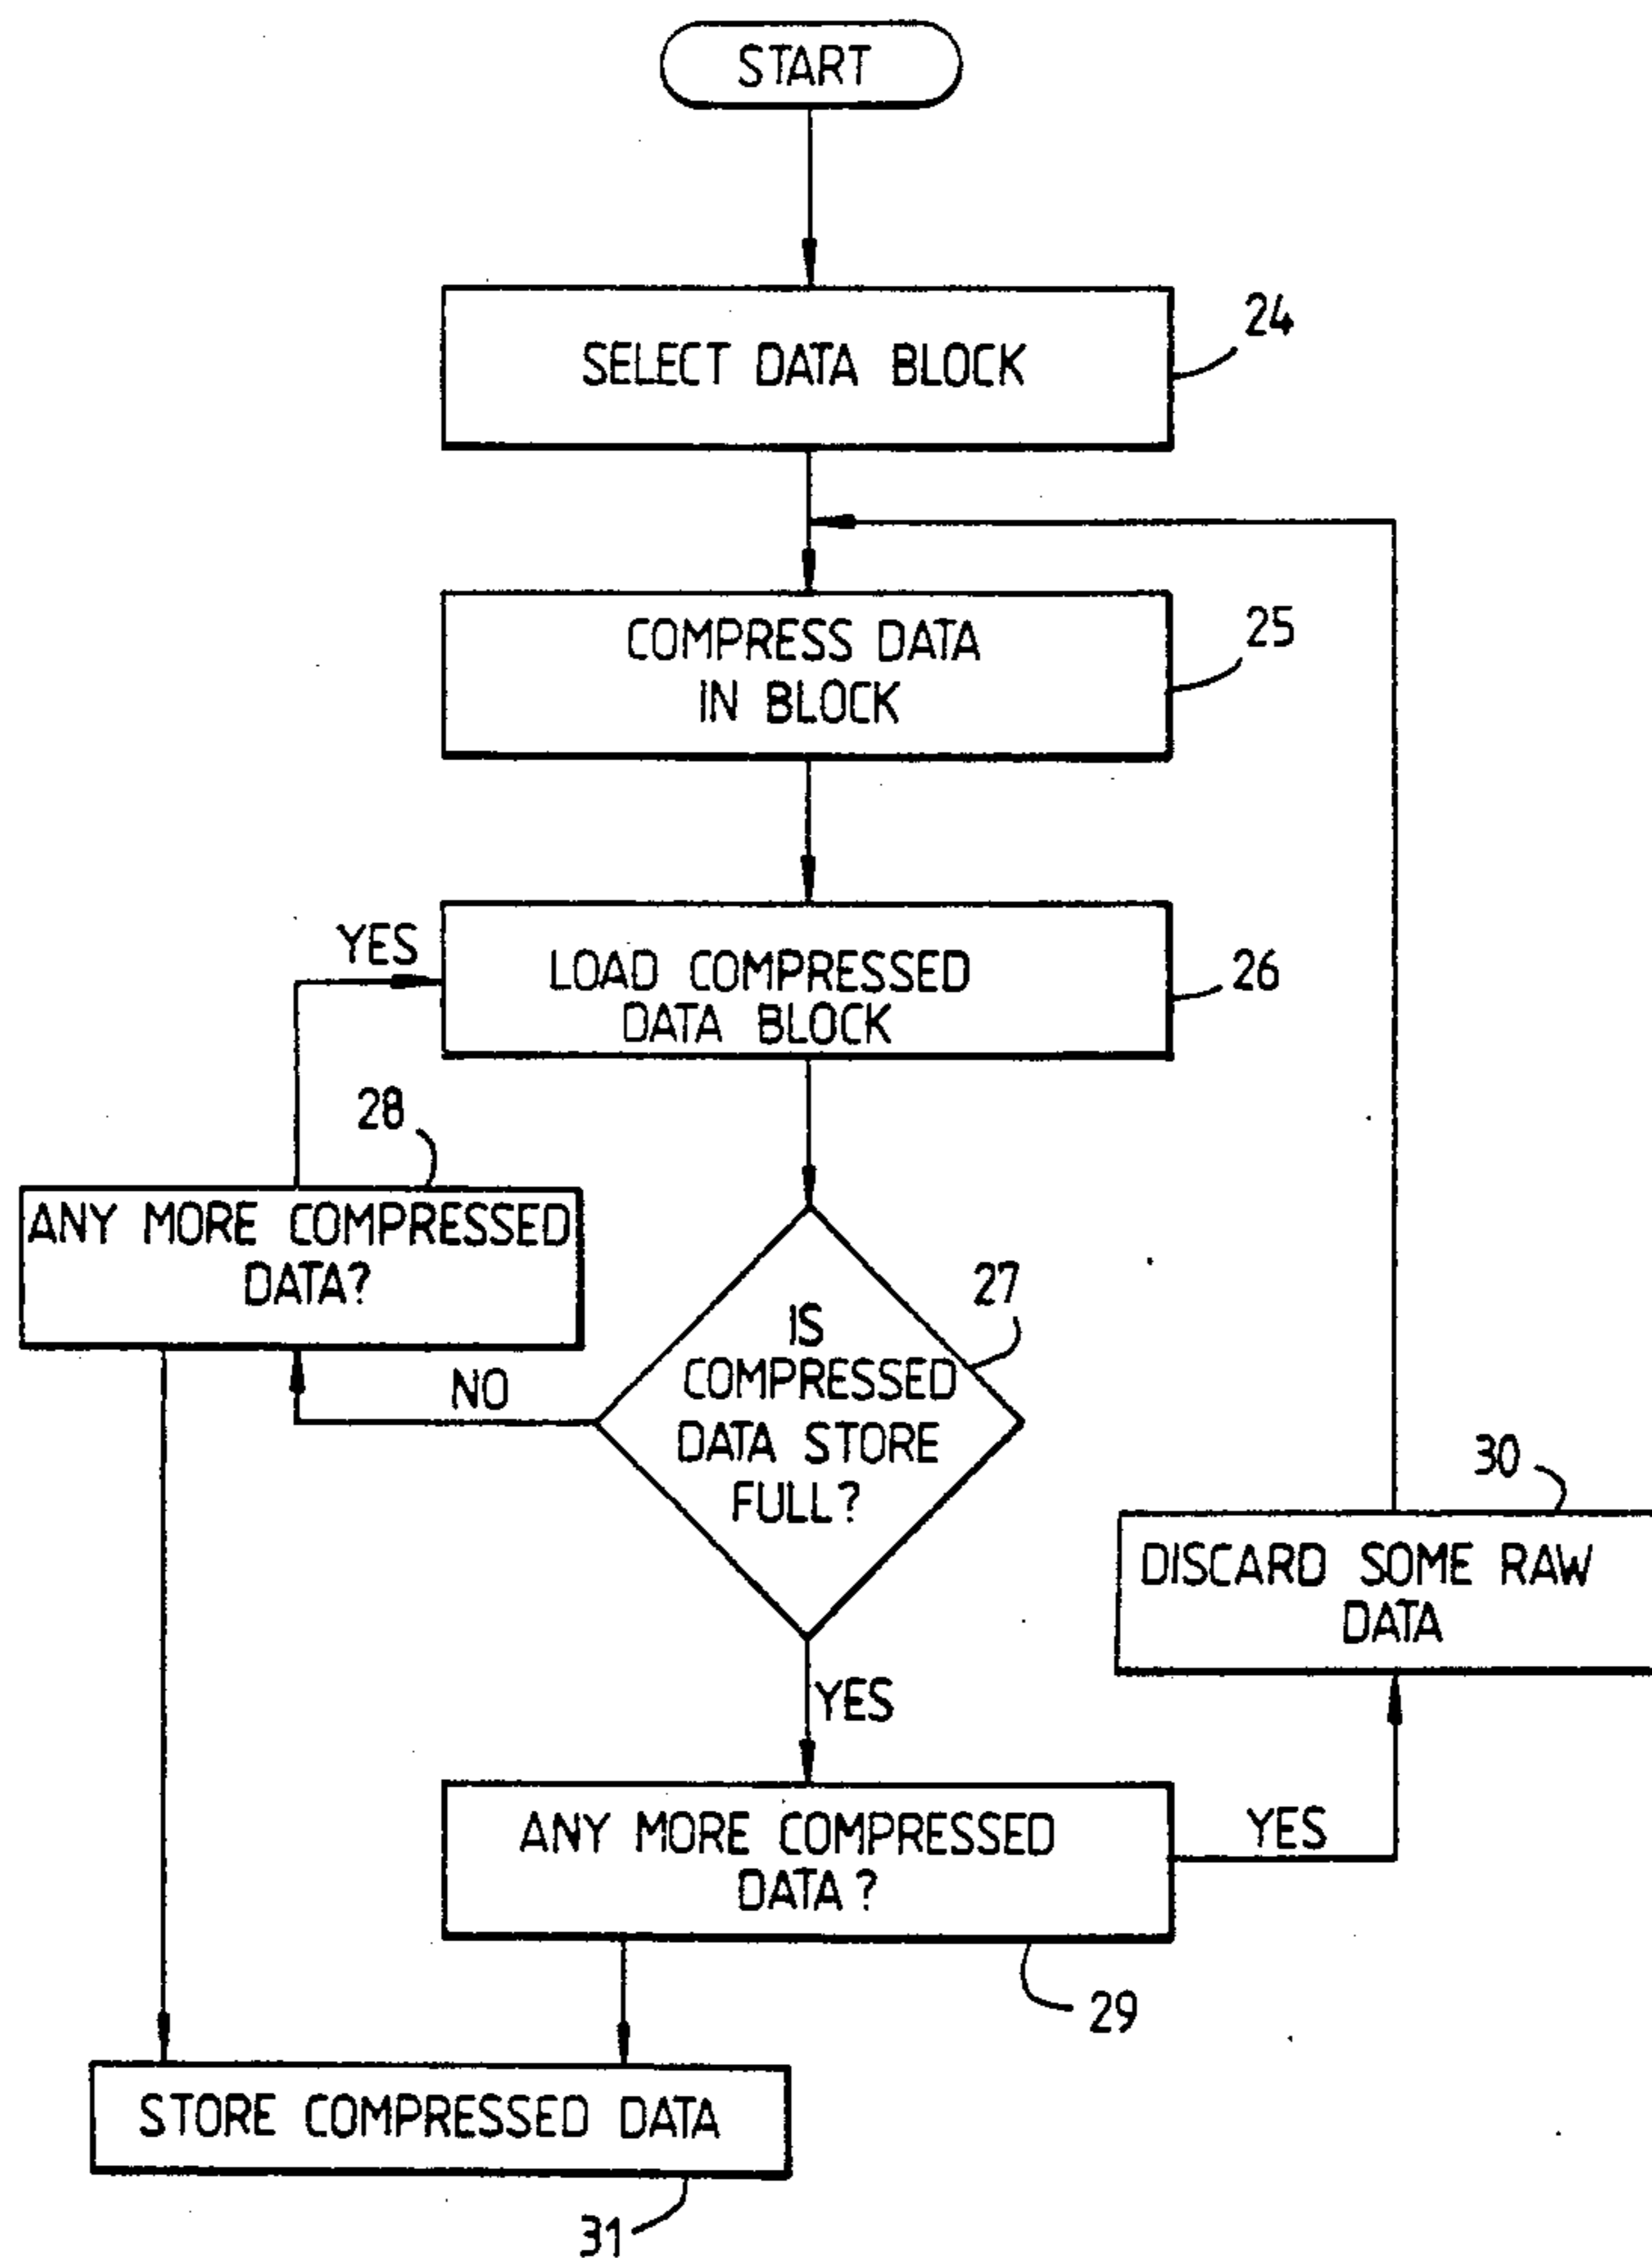 START
SELECT DATA BLOCK
24
COMPRESS DATA
IN BLOCK
25
LOAD COMPRESSED
DATA BLOCK
26
YES
28
ANY MORE COMPRESSED
DATA?
NO
27
IS
COMPRESSED
DATA STORE
FULL?
30
DISCARD SOME RAW
DATA
YES
ANY MORE COMPRESSED
DATA?
YES
29
STORE COMPRESSED DATA
31